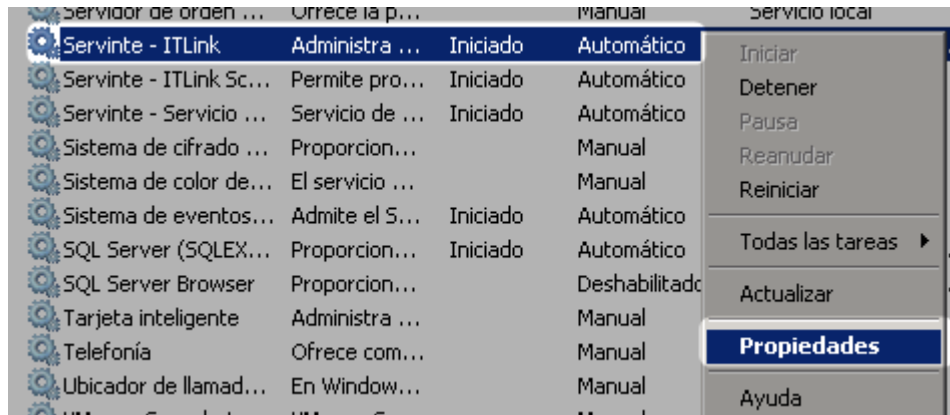 Servidor de orden ... Ofrece la p... Manual Servicio local
Servinte - ITLink Administra ... Iniciado Automático
Servinte - ITLink Sc... Permite pro... Iniciado Automático
Servinte - Servicio ... Servicio de ... Iniciado Automático
Sistema de cifrado ... Proporcion... Manual
Sistema de color de... El servicio ... Manual
Sistema de eventos... Admite el S... Iniciado Automático
SQL Server (SQLEX... Proporcion... Iniciado Automático
SQL Server Browser Proporcion... Deshabilitado
Tarjeta inteligente Administra ... Manual
Telefonía Ofrece com... Manual
Ubicador de llamad... En Window... Manual
Iniciar
Detener
Pausa
Reanudar
Reiniciar
Todas las tareas
Actualizar
Propiedades
Ayuda